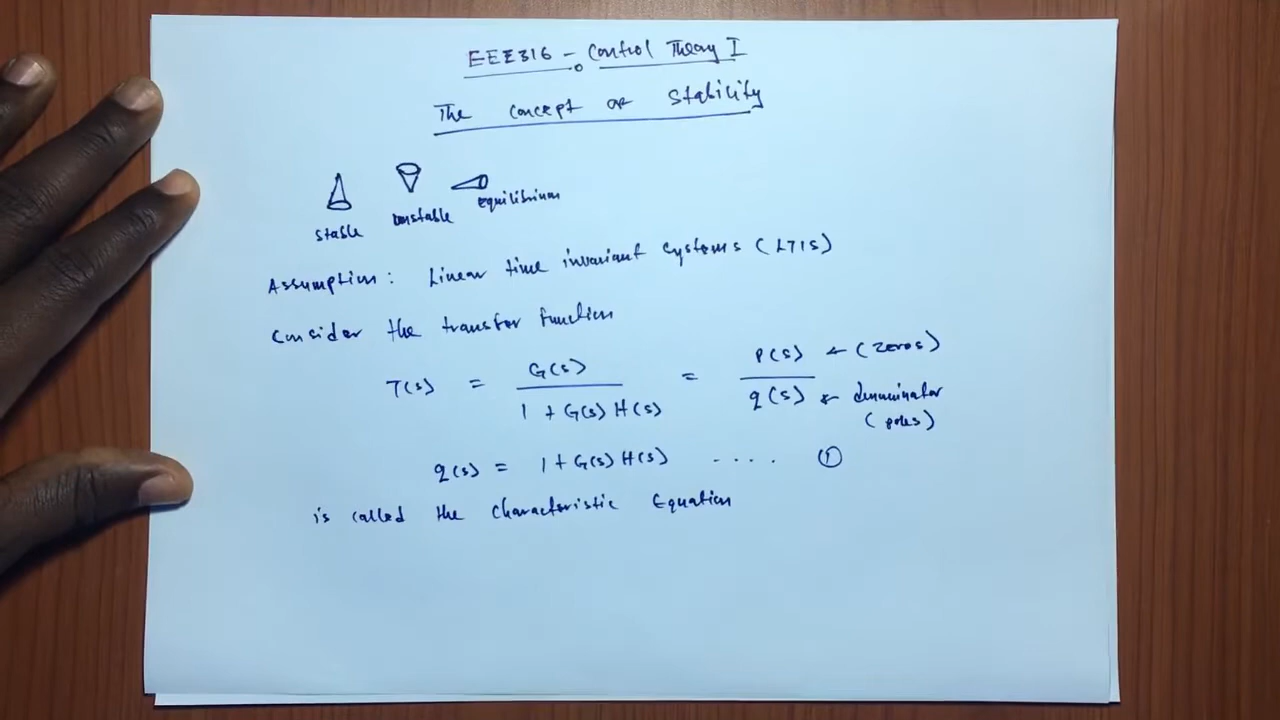 EEE316 - Control Theory I
The concept of Stability
stable unstable equilibrium
Assumption: Linear time invariant systems (LTIS)
Consider the transfer function
T(s) = G(s) / 1 + G(s) H(s) = P(s) / q(s) ← (zeros) ← denominator (poles)
q(s) = 1 + G(s) H(s) .... ①
is called the characteristic Equation